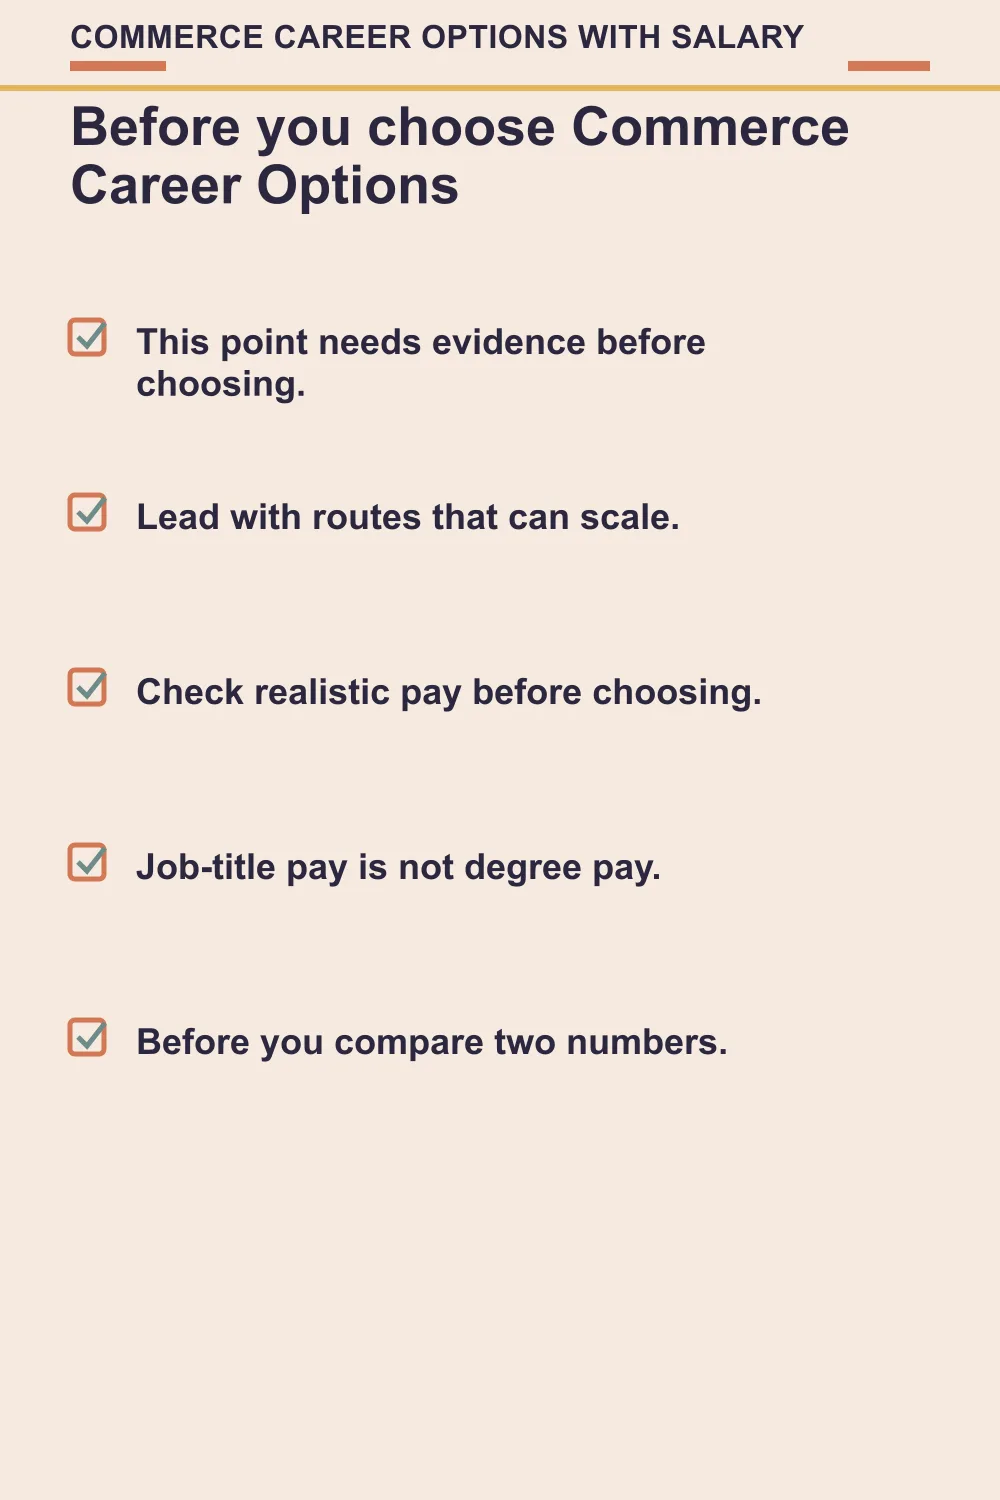 COMMERCE CAREER OPTIONS WITH SALARY
Before you choose Commerce
Career Options
This point needs evidence before
choosing.
Lead with routes that can scale.
Check realistic pay before choosing.
Job-title pay is not degree pay.
Before you compare two numbers.